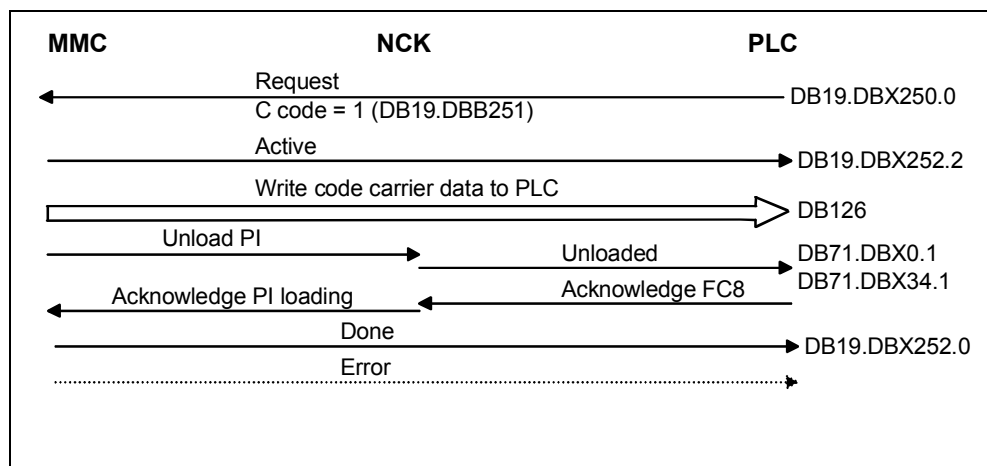 MMC NCK PLC
Request
DB19.DBX250.0
C code = 1 (DB19.DBB251)
Active
DB19.DBX252.2
Write code carrier data to PLC
DB126
Unload PI
Unloaded
DB71.DBX0.1
DB71.DBX34.1
Acknowledge PI loading
Acknowledge FC8
Done
DB19.DBX252.0
Error